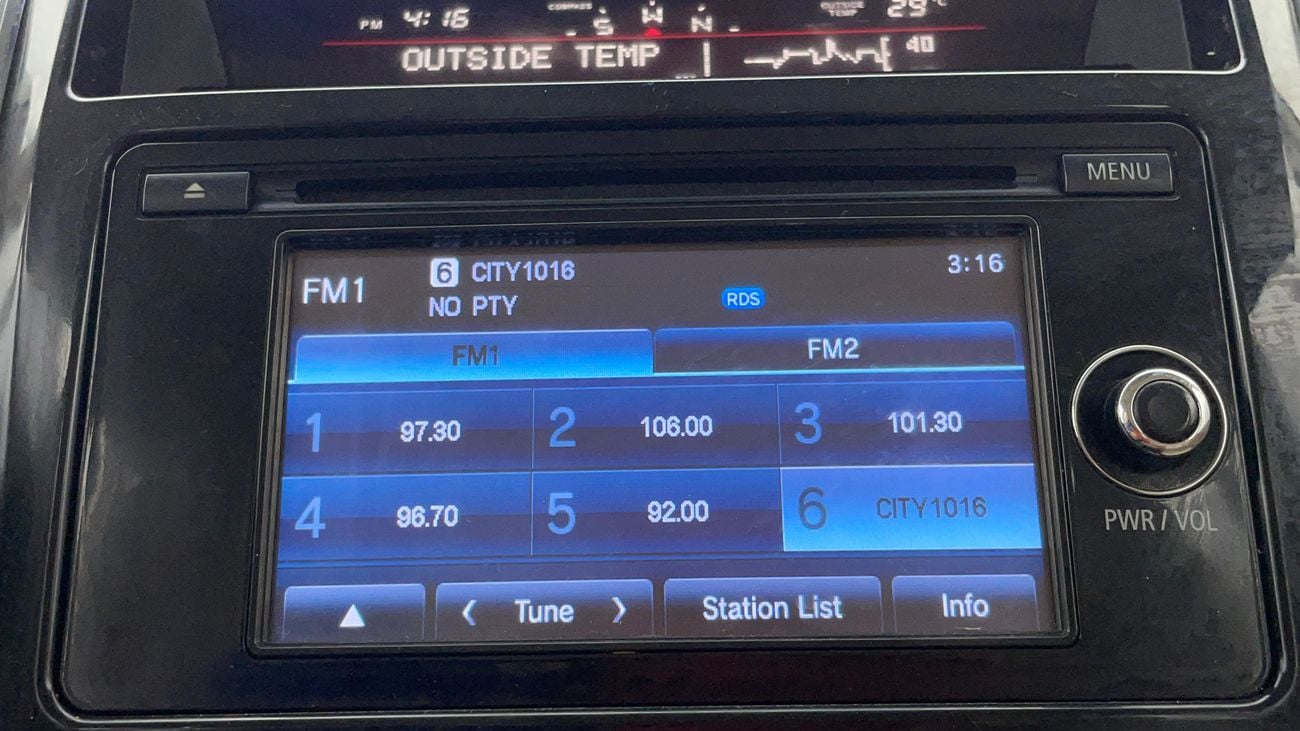 PM 4:16 COMPASS S W N OUTSIDE TEMP 29°C
OUTSIDE TEMP 40
MENU
FM1 6 CITY1016 3:16
NO PTY RDS
FM1 FM2
1 97.30 2 106.00 3 101.30
4 96.70 5 92.00 6 CITY1016
PWR / VOL
▲ < Tune > Station List Info